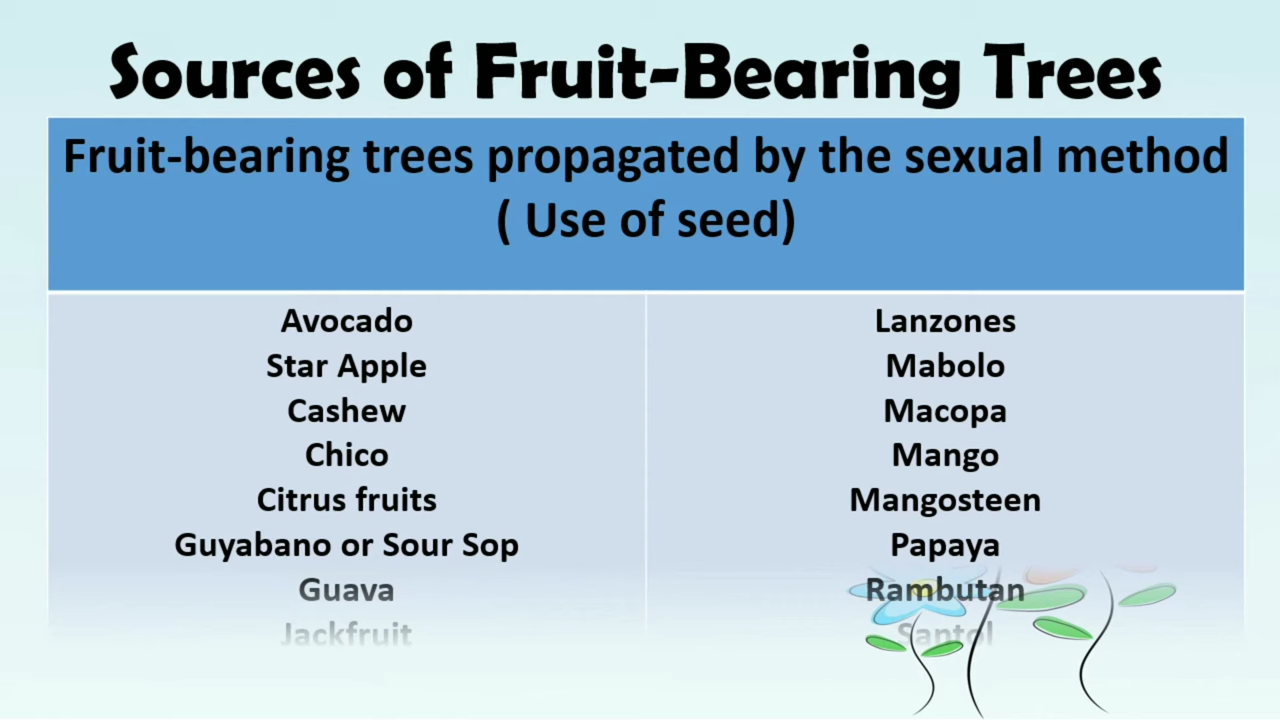 Sources of Fruit-Bearing Trees
Fruit-bearing trees propagated by the sexual method
( Use of seed)
Avocado
Star Apple
Cashew
Chico
Citrus fruits
Guyabano or Sour Sop
Guava
Jackfruit
Lanzones
Mabolo
Macopa
Mango
Mangosteen
Papaya
Rambutan
Santol